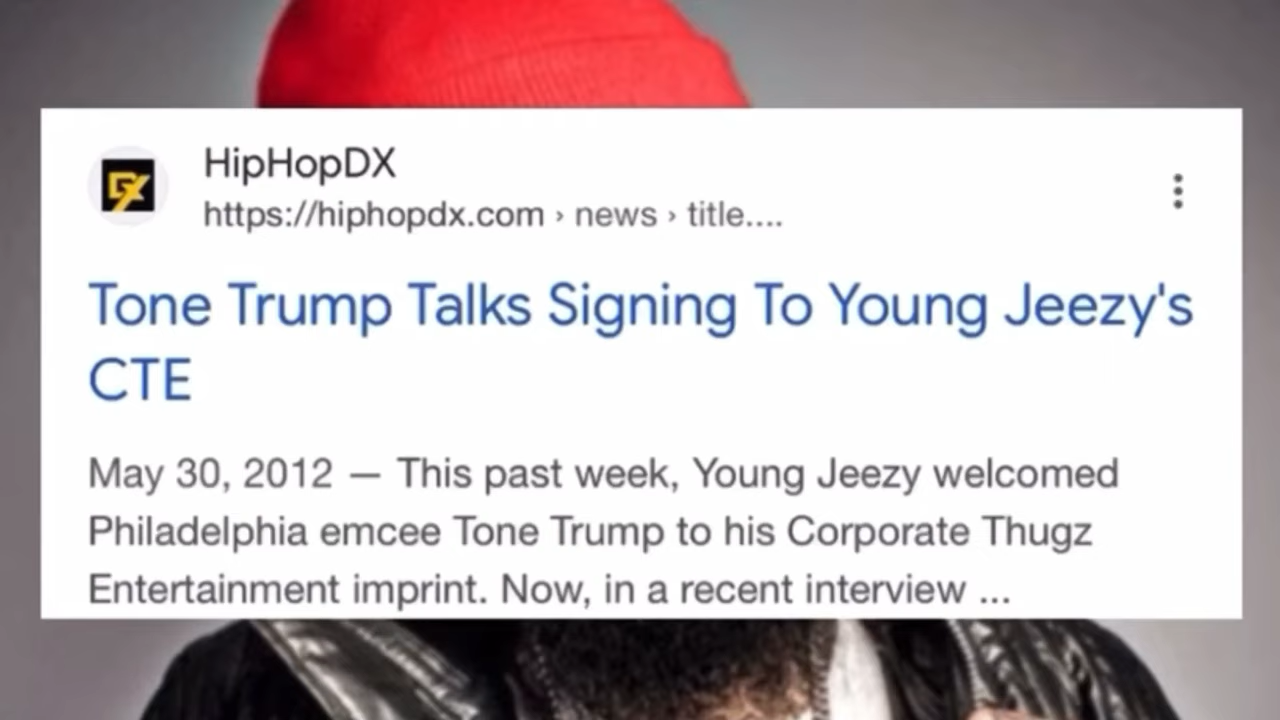 HipHopDX
https://hiphopdx.com › news › title....
Tone Trump Talks Signing To Young Jeezy's
CTE
May 30, 2012 — This past week, Young Jeezy welcomed
Philadelphia emcee Tone Trump to his Corporate Thugz
Entertainment imprint. Now, in a recent interview ...